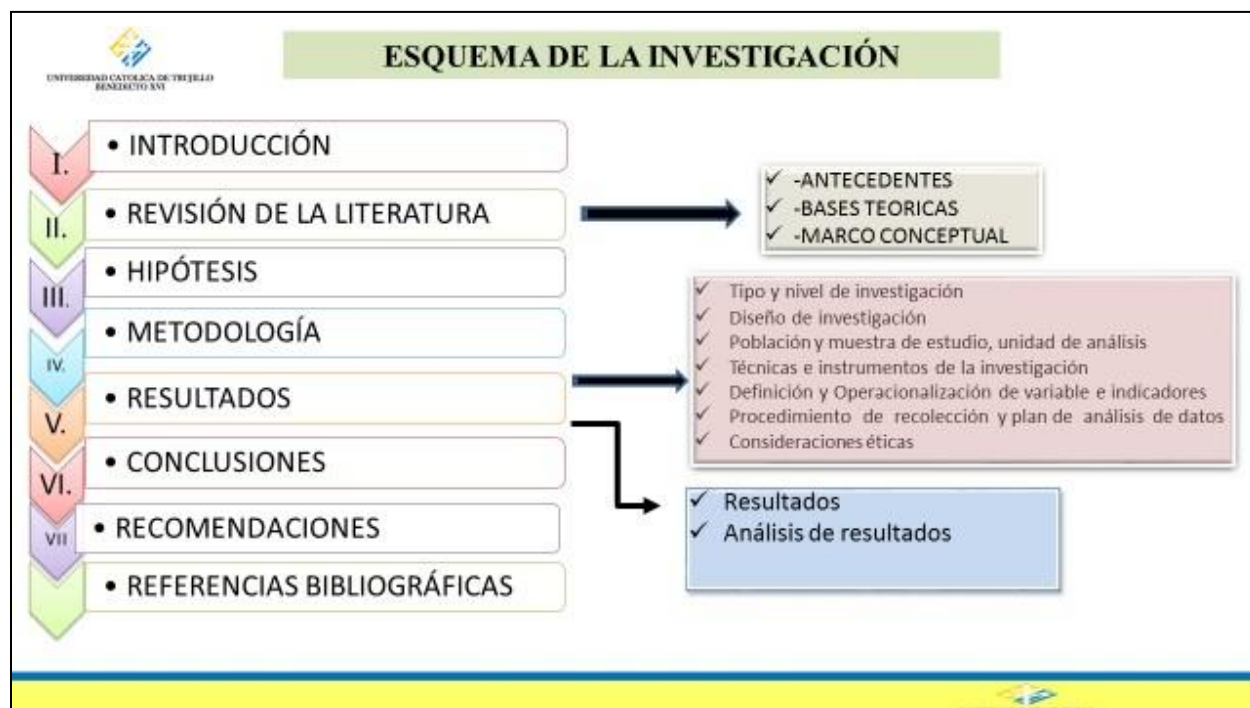 UNIVERSIDAD CATOLICA DE TRUJILLO
BENEDICTO XVI
ESQUEMA DE LA INVESTIGACIÓN
I.
• INTRODUCCIÓN
II.
• REVISIÓN DE LA LITERATURA
III.
• HIPÓTESIS
IV.
• METODOLOGÍA
V.
• RESULTADOS
VI.
• CONCLUSIONES
VII
• RECOMENDACIONES
• REFERENCIAS BIBLIOGRÁFICAS
✓ -ANTECEDENTES
✓ -BASES TEORICAS
✓ -MARCO CONCEPTUAL
✓ Tipo y nivel de investigación
✓ Diseño de investigación
✓ Población y muestra de estudio, unidad de análisis
✓ Técnicas e instrumentos de la investigación
✓ Definición y Operacionalización de variable e indicadores
✓ Procedimiento de recolección y plan de análisis de datos
✓ Consideraciones éticas
✓ Resultados
✓ Análisis de resultados